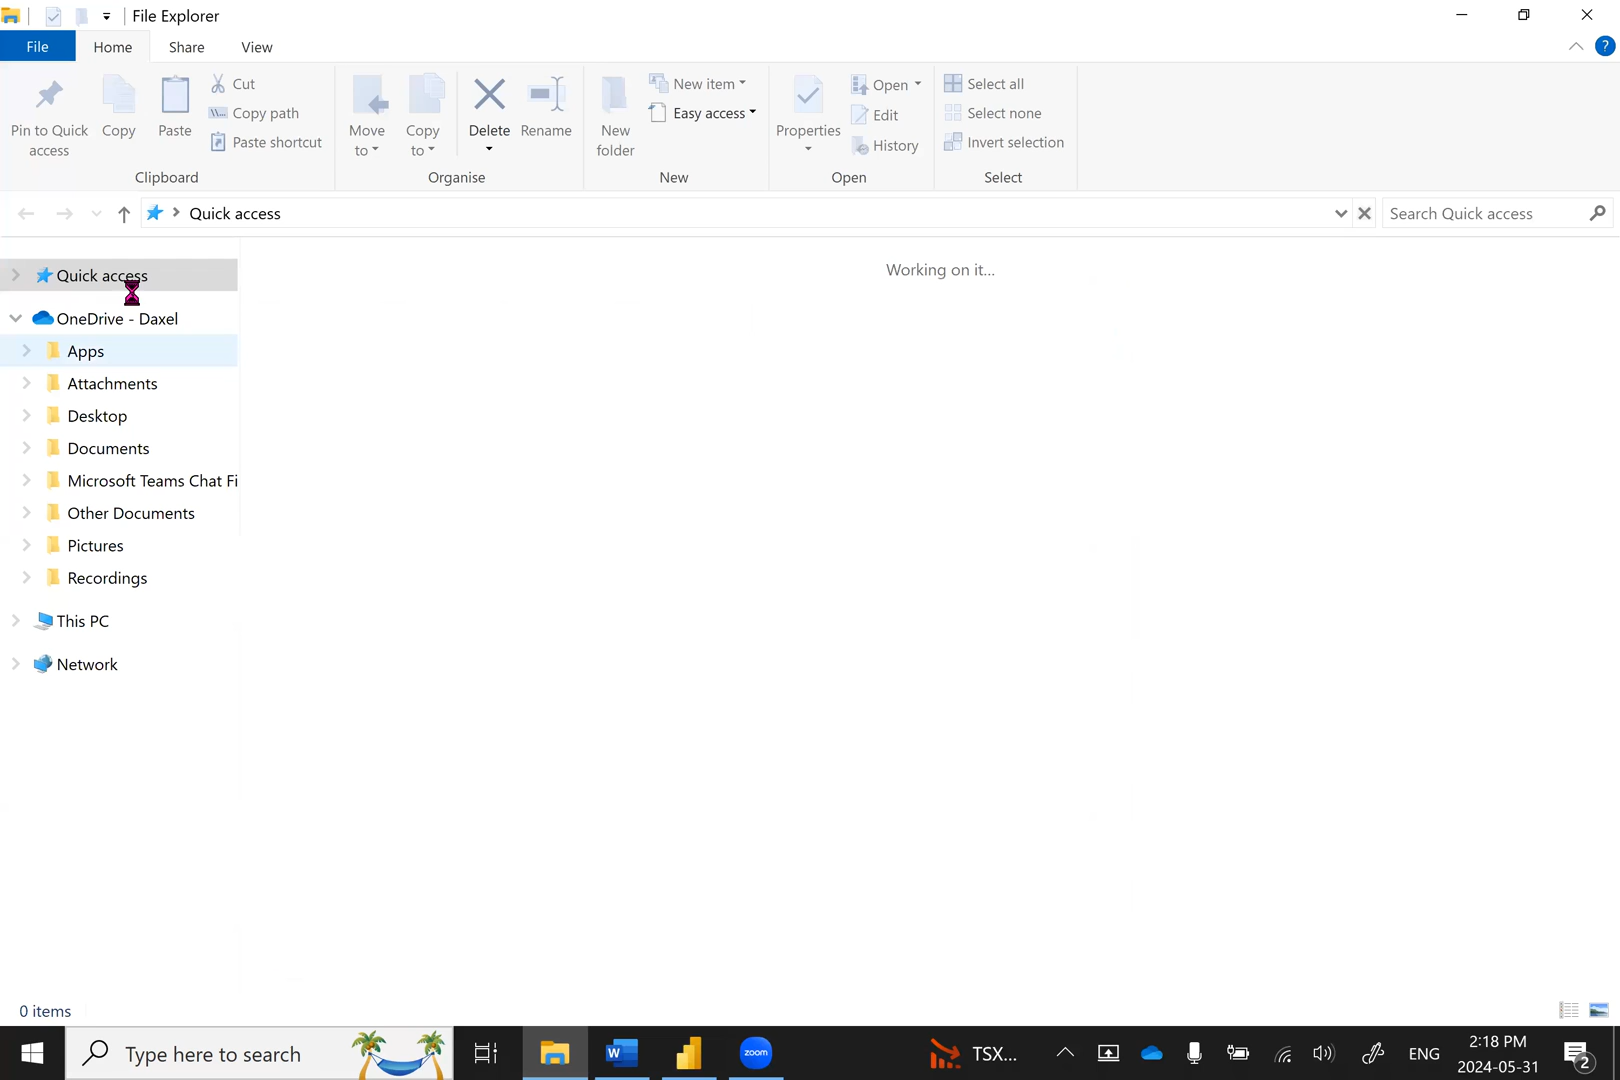 File Explorer
File Home Share View
Pin to Quick access
Copy
Paste
Cut
Copy path
Paste shortcut
Clipboard
Move to
Copy to
Delete
Rename
Organise
New folder
New item
Easy access
New
Properties
Open
Edit
History
Open
Select all
Select none
Invert selection
Select
Quick access
Search Quick access
Quick access
OneDrive - Daxel
Apps
Attachments
Desktop
Documents
Microsoft Teams Chat Fi
Other Documents
Pictures
Recordings
This PC
Network
Working on it...
0 items
Type here to search
W
zoom
TSX...
ENG
2:18 PM
2024-05-31
2